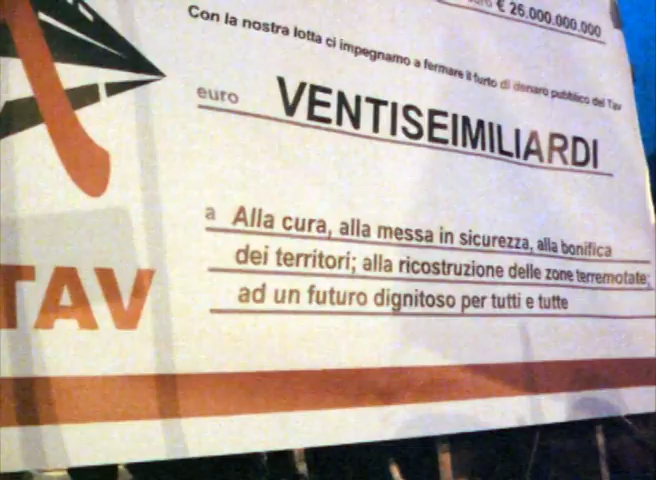 € 26.000.000.000
Con la nostra lotta ci impegnamo a fermare il furto di denaro pubblico del Tav
euro VENTISEIMILIARDI
a Alla cura, alla messa in sicurezza, alla bonifica
dei territori; alla ricostruzione delle zone terremotate;
ad un futuro dignitoso per tutti e tutte
TAV